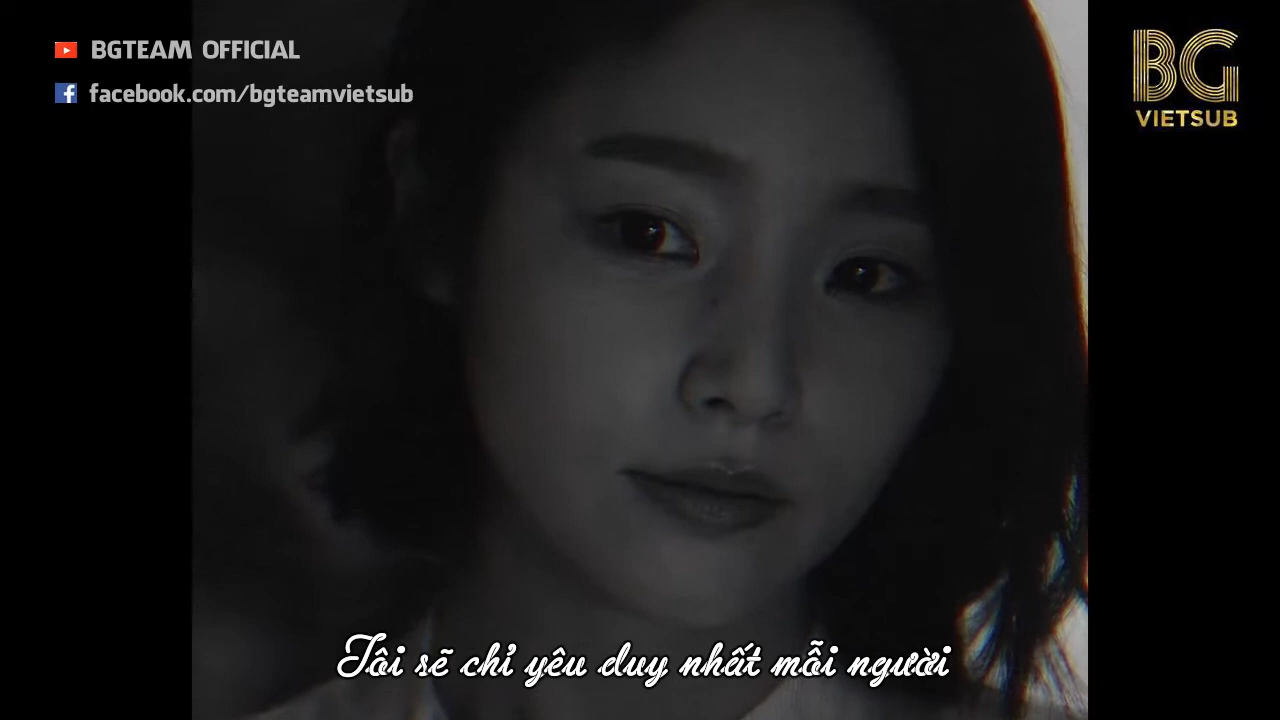 BGTEAM OFFICIAL
facebook.com/bgteamvietsub
BG
VIETSUB
Tôi sẽ chỉ yêu duy nhất mỗi người